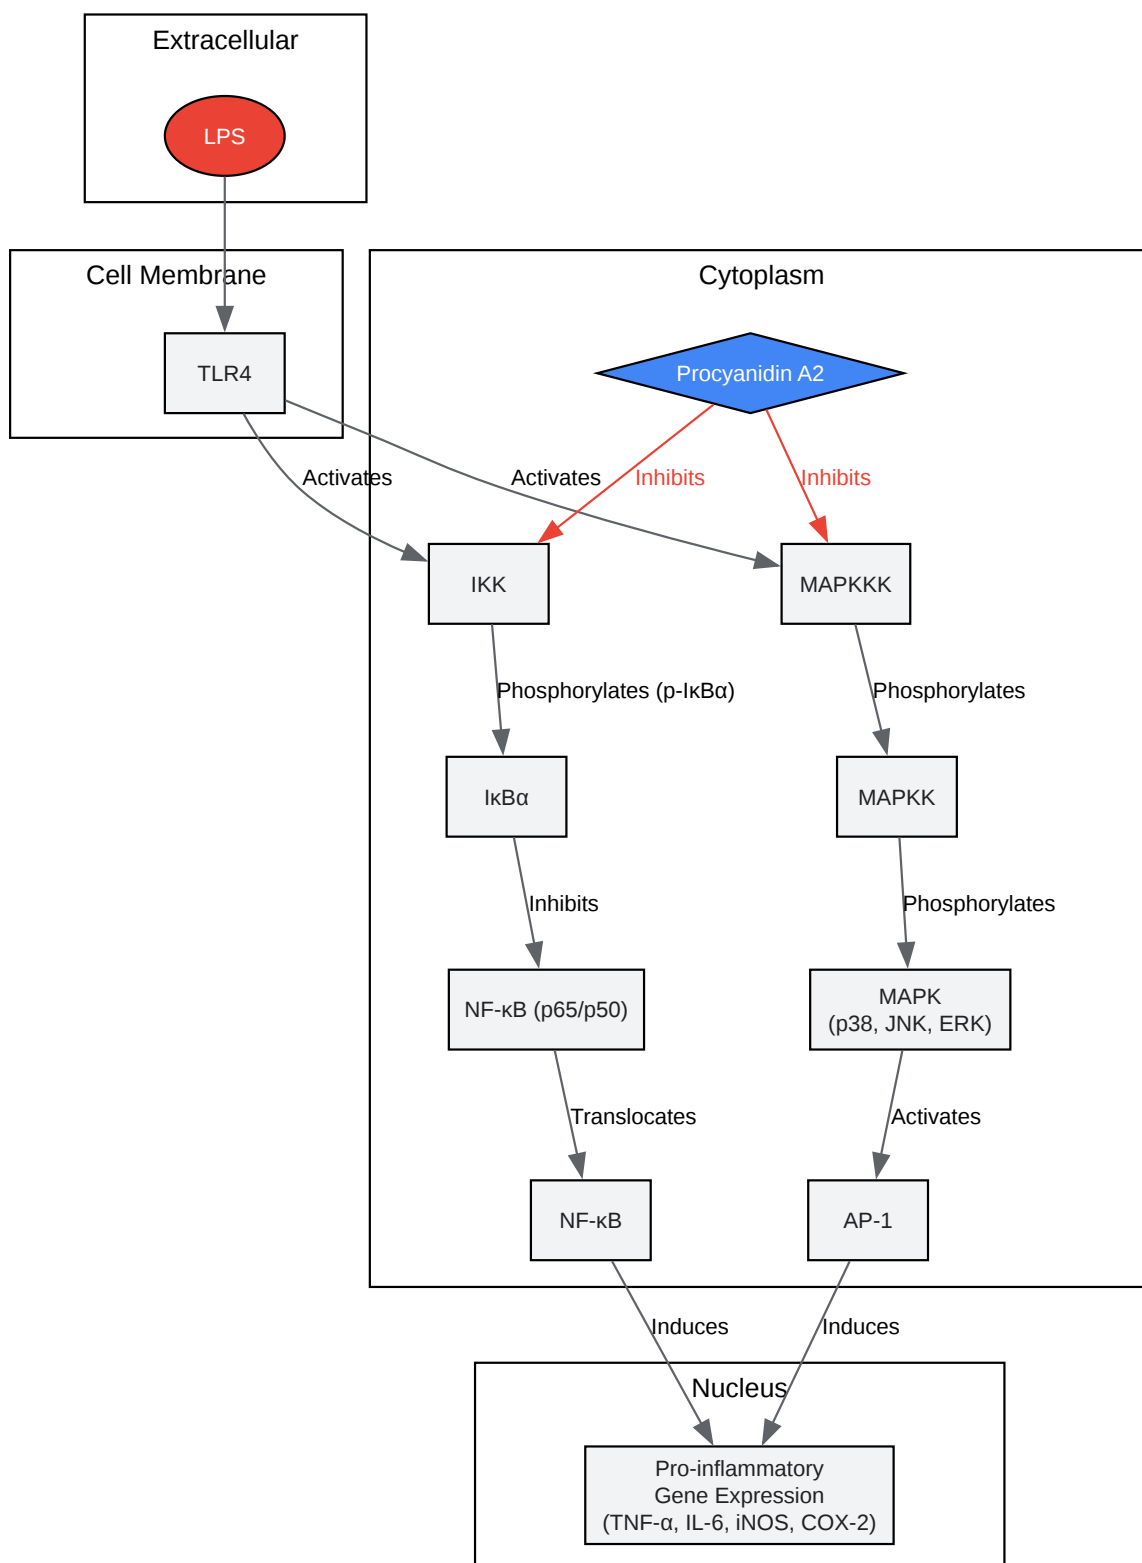 Extracellular
LPS
Cell Membrane
Cytoplasm
TLR4
Procyanidin A2
Activates
Activates
Inhibits
Inhibits
IKK
MAPKKK
Phosphorylates (p-IκBα)
Phosphorylates
IκBα
MAPKK
Inhibits
Phosphorylates
NF-κB (p65/p50)
MAPK
(p38, JNK, ERK)
Translocates
Activates
NF-κB
AP-1
Induces
Induces
Nucleus
Pro-inflammatory
Gene Expression
(TNF-α, IL-6, iNOS, COX-2)